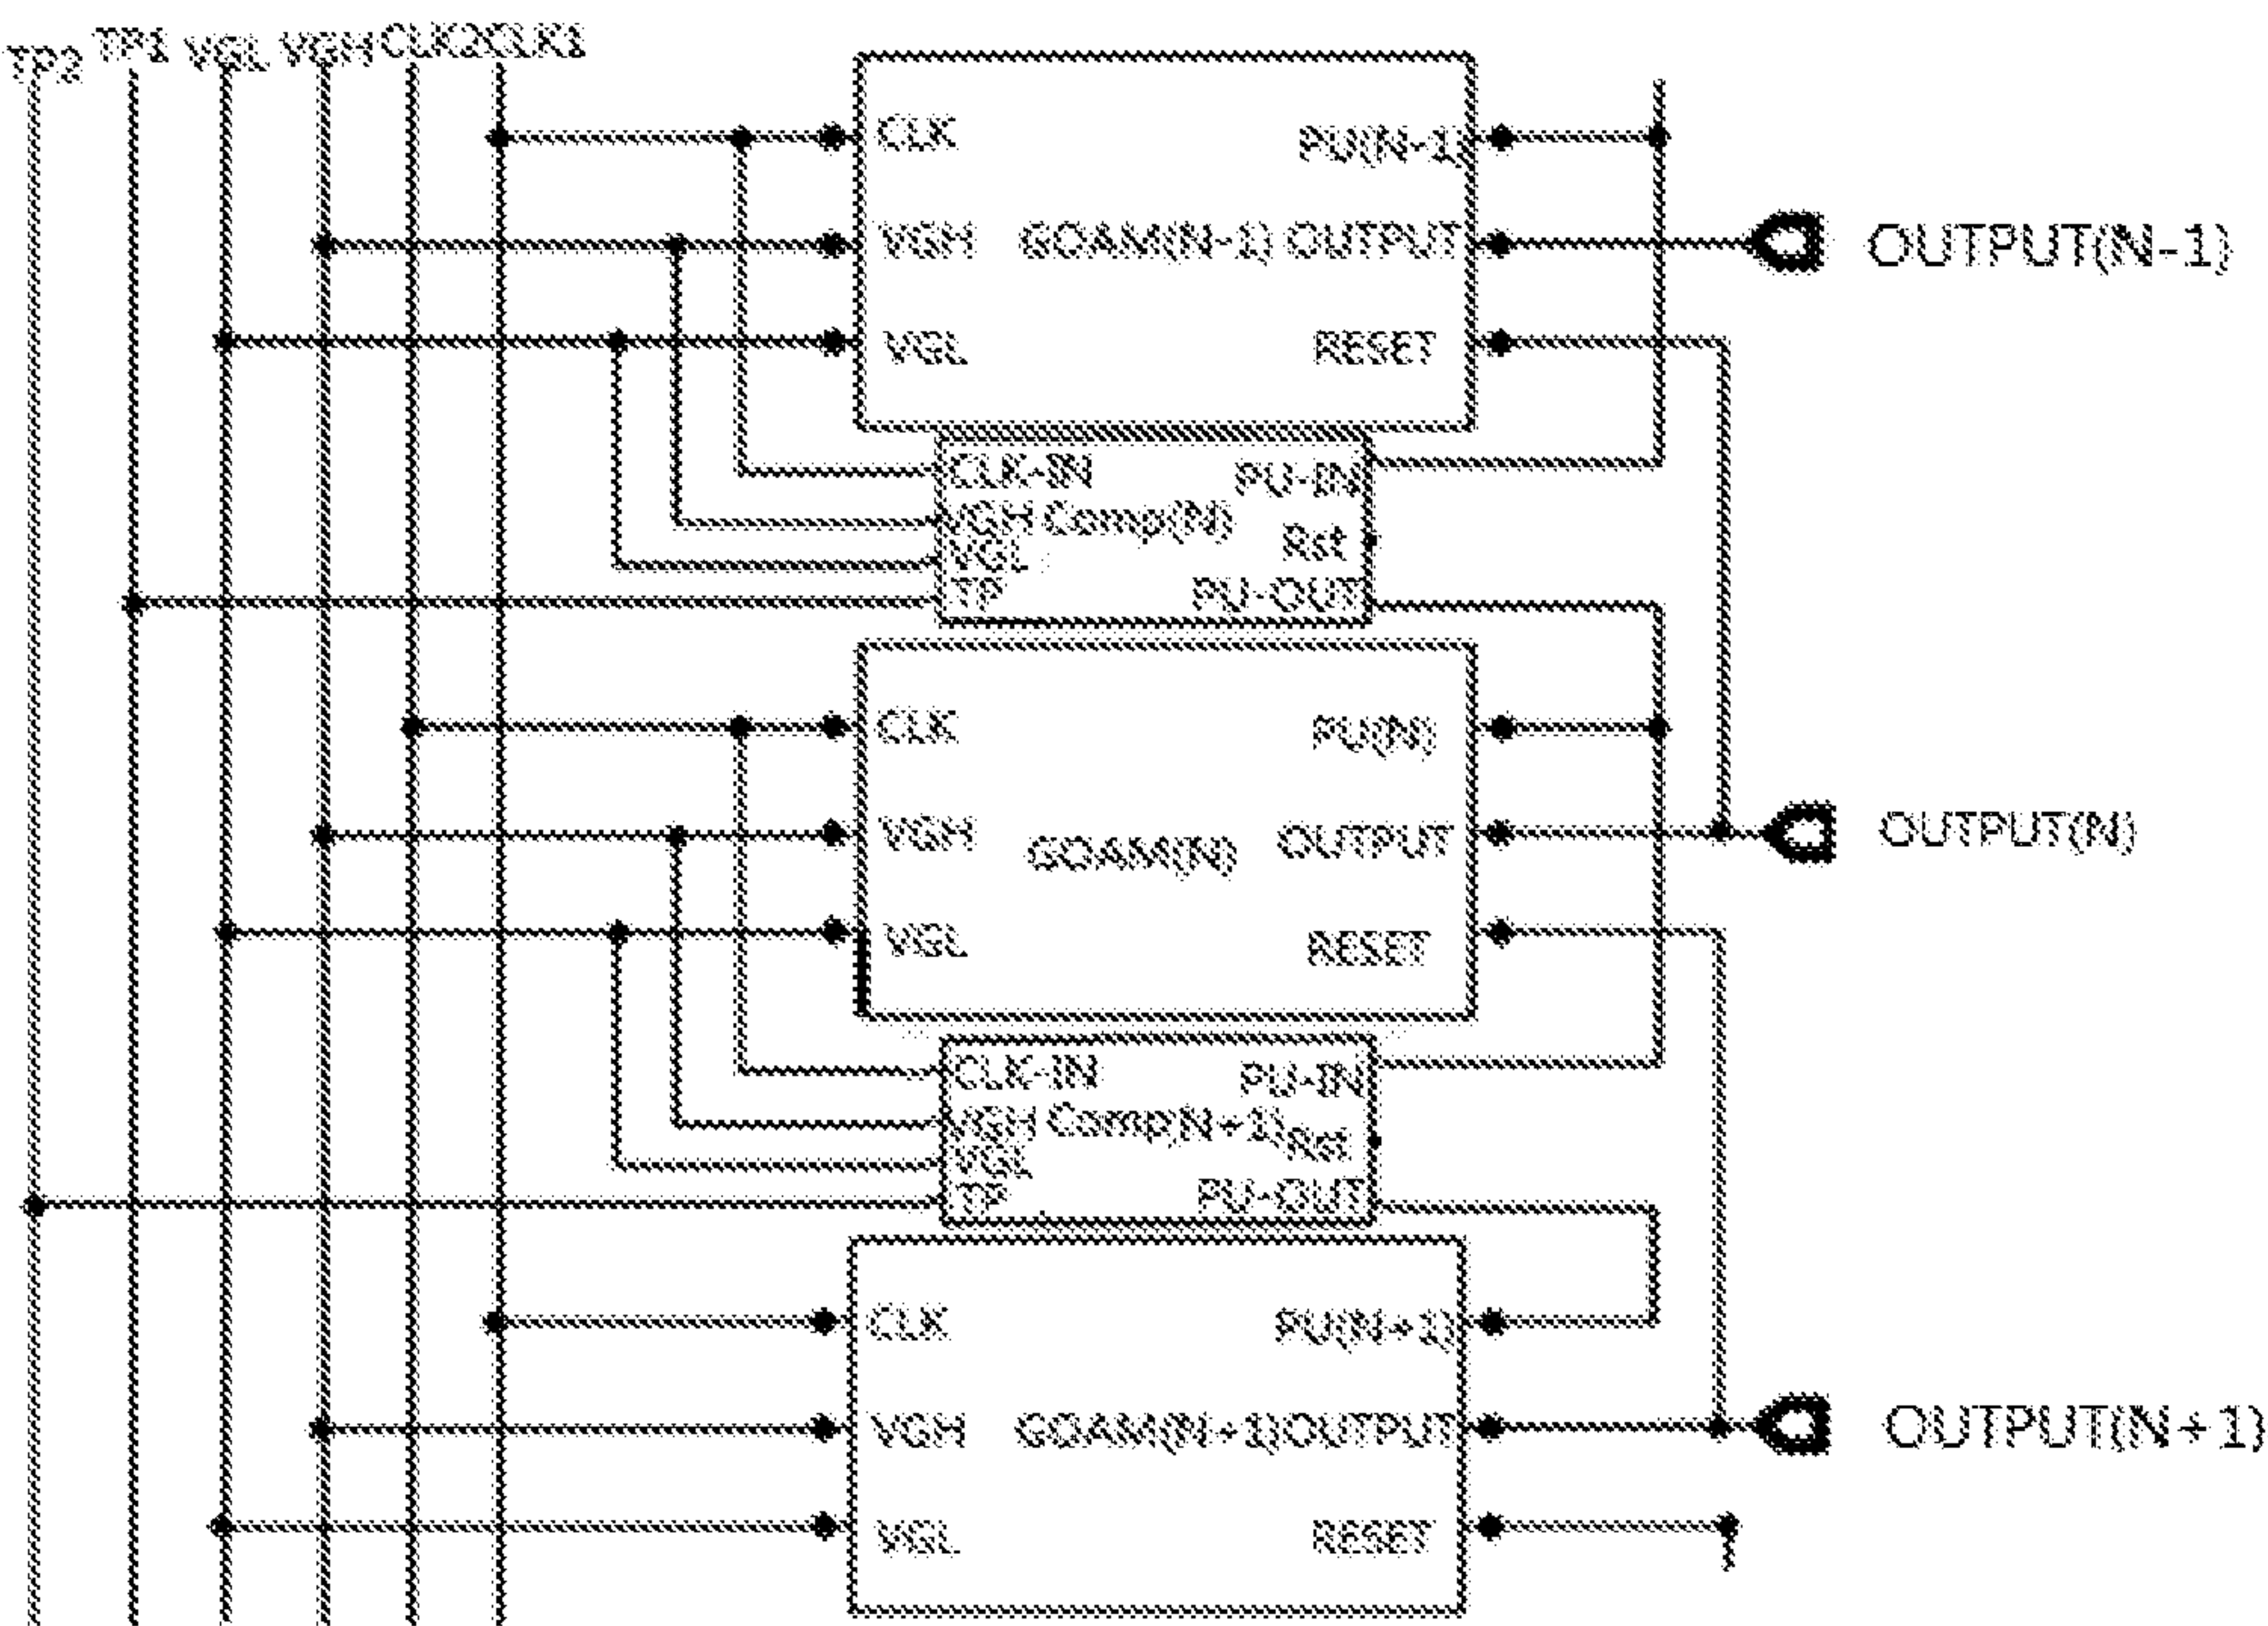 TP2 TP1 VGL VGH CLK2 CLK1
CLK PU(N-1)
VGH GOAM(N-1) OUTPUT OUTPUT(N-1)
VGL RESET
CLK-IN PU-IN
VGH Comp(N) Rst
VGL
TP PU-OUT
CLK PU(N)
VGH GOAM(N) OUTPUT OUTPUT(N)
VGL RESET
CLK-IN PU-IN
VGH Comp(N+1) Rst
VGL
TP PU-OUT
CLK PU(N+1)
VGH GOAM(N+1) OUTPUT OUTPUT(N+1)
VGL RESET